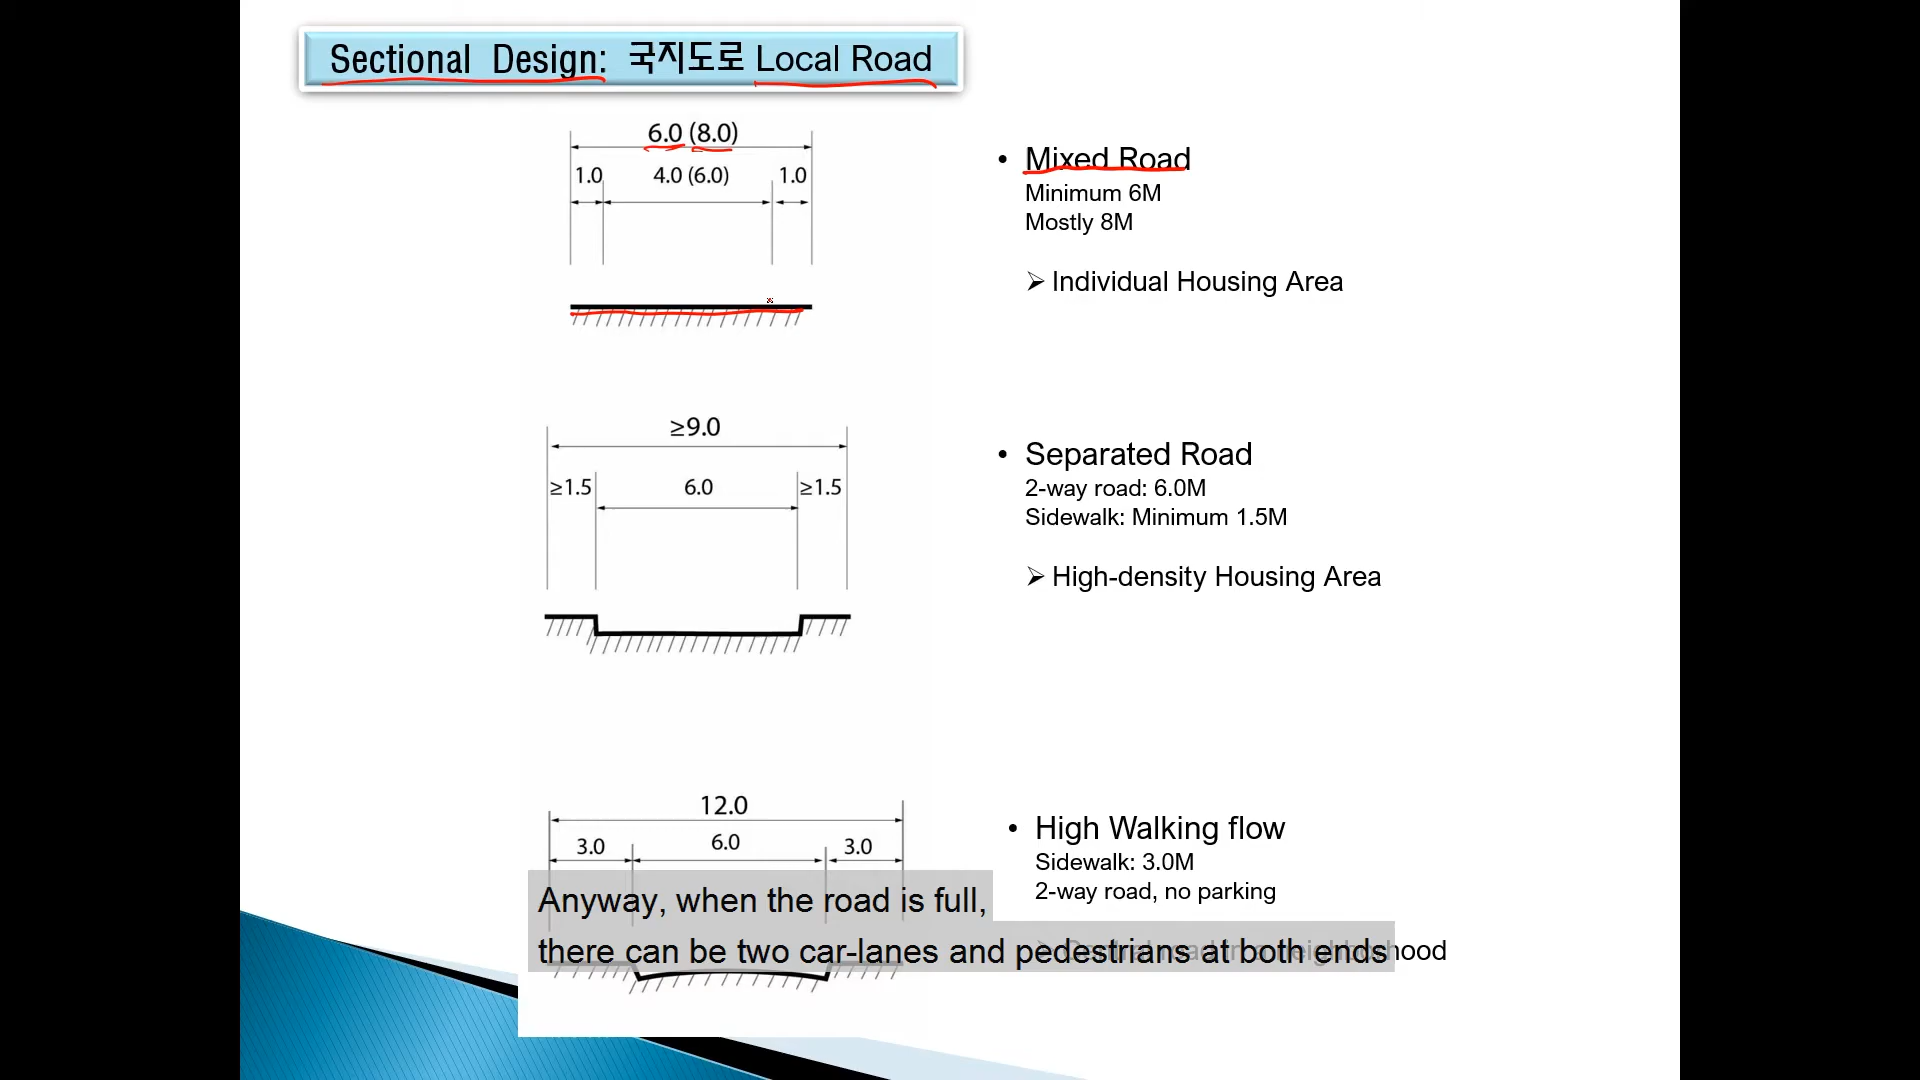 Sectional Design: 국지도로 Local Road
6.0 (8.0)
1.0 4.0 (6.0) 1.0
• Mixed Road
Minimum 6M
Mostly 8M
➢ Individual Housing Area
≥9.0
≥1.5 6.0 ≥1.5
• Separated Road
2-way road: 6.0M
Sidewalk: Minimum 1.5M
➢ High-density Housing Area
12.0
3.0 6.0 3.0
• High Walking flow
Sidewalk: 3.0M
2-way road, no parking
➢ Central road in a neighborhood
Anyway, when the road is full,
there can be two car-lanes and pedestrians at both ends